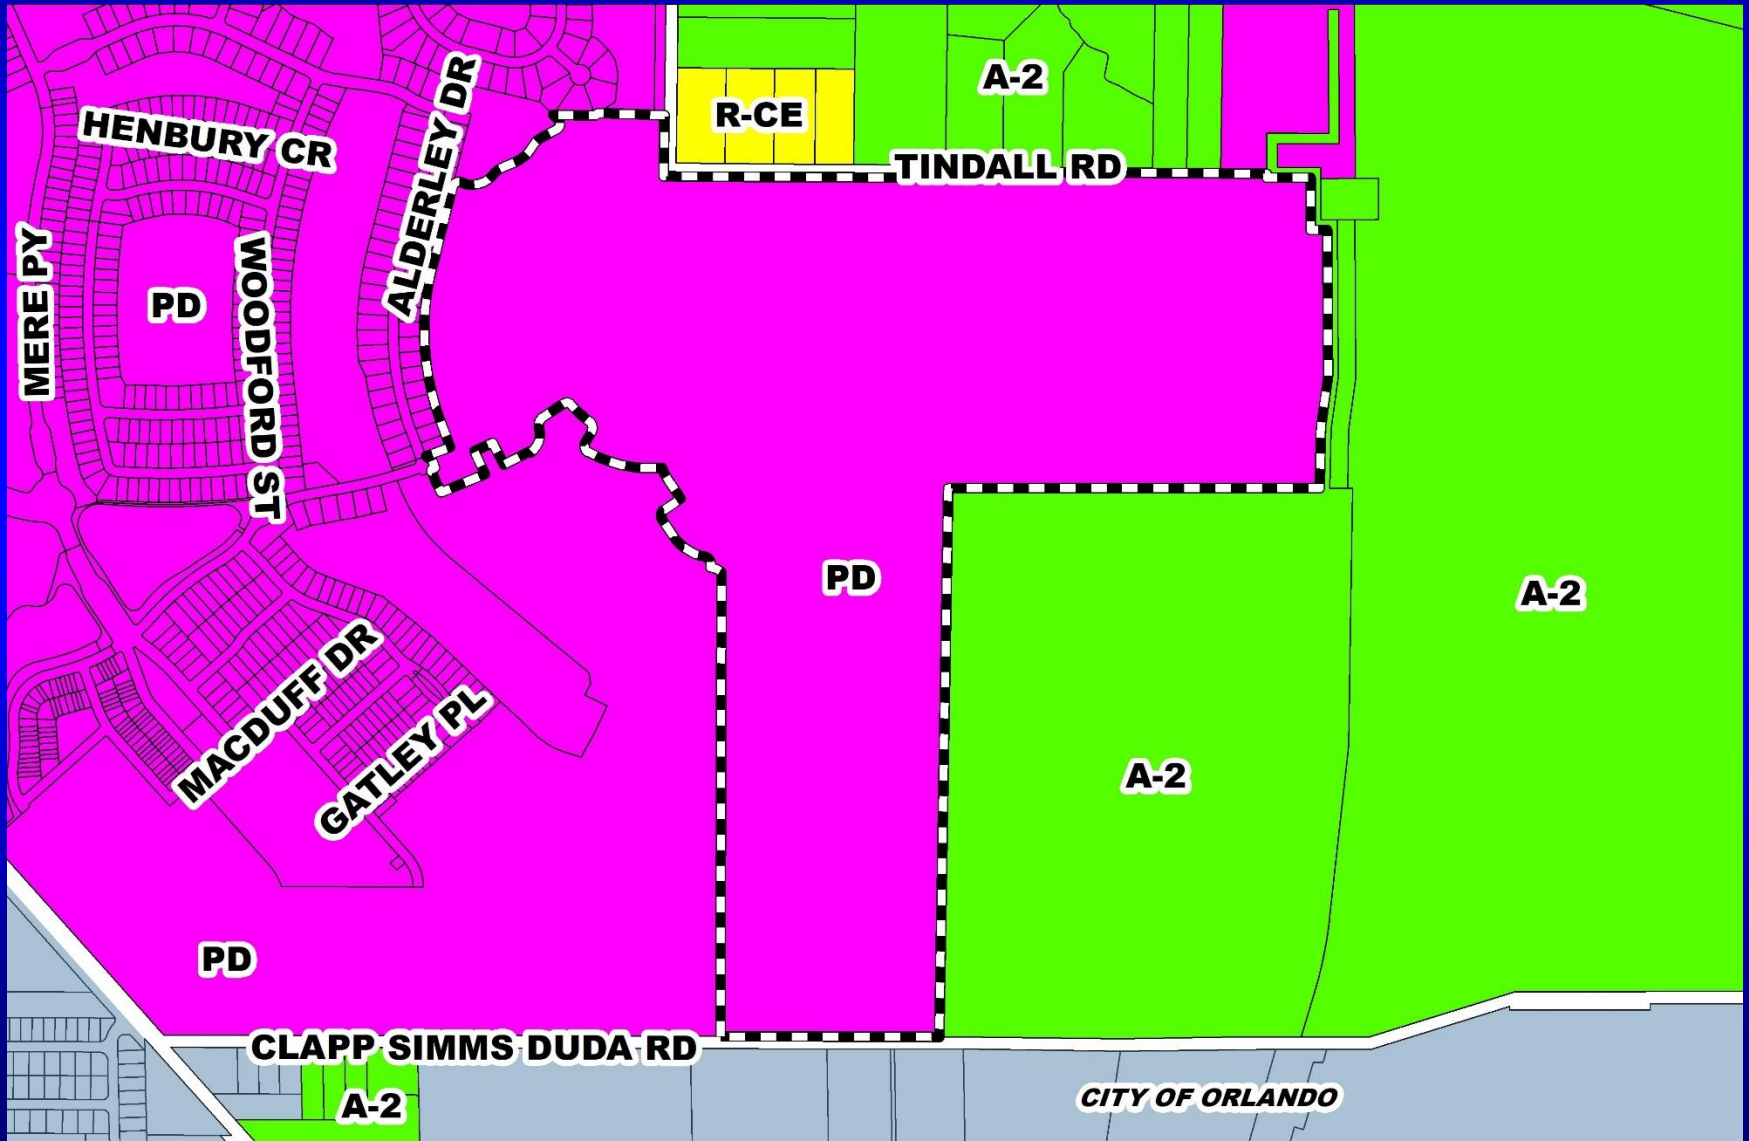 A-2
R-CE
HENBURY CR
TINDALL RD
ALDERLEY DR
MERE PY
PD
WOODFORD ST
PD
A-2
MACDUFF DR
GATLEY PL
A-2
PD
CLAPP SIMMS DUDA RD
A-2
CITY OF ORLANDO